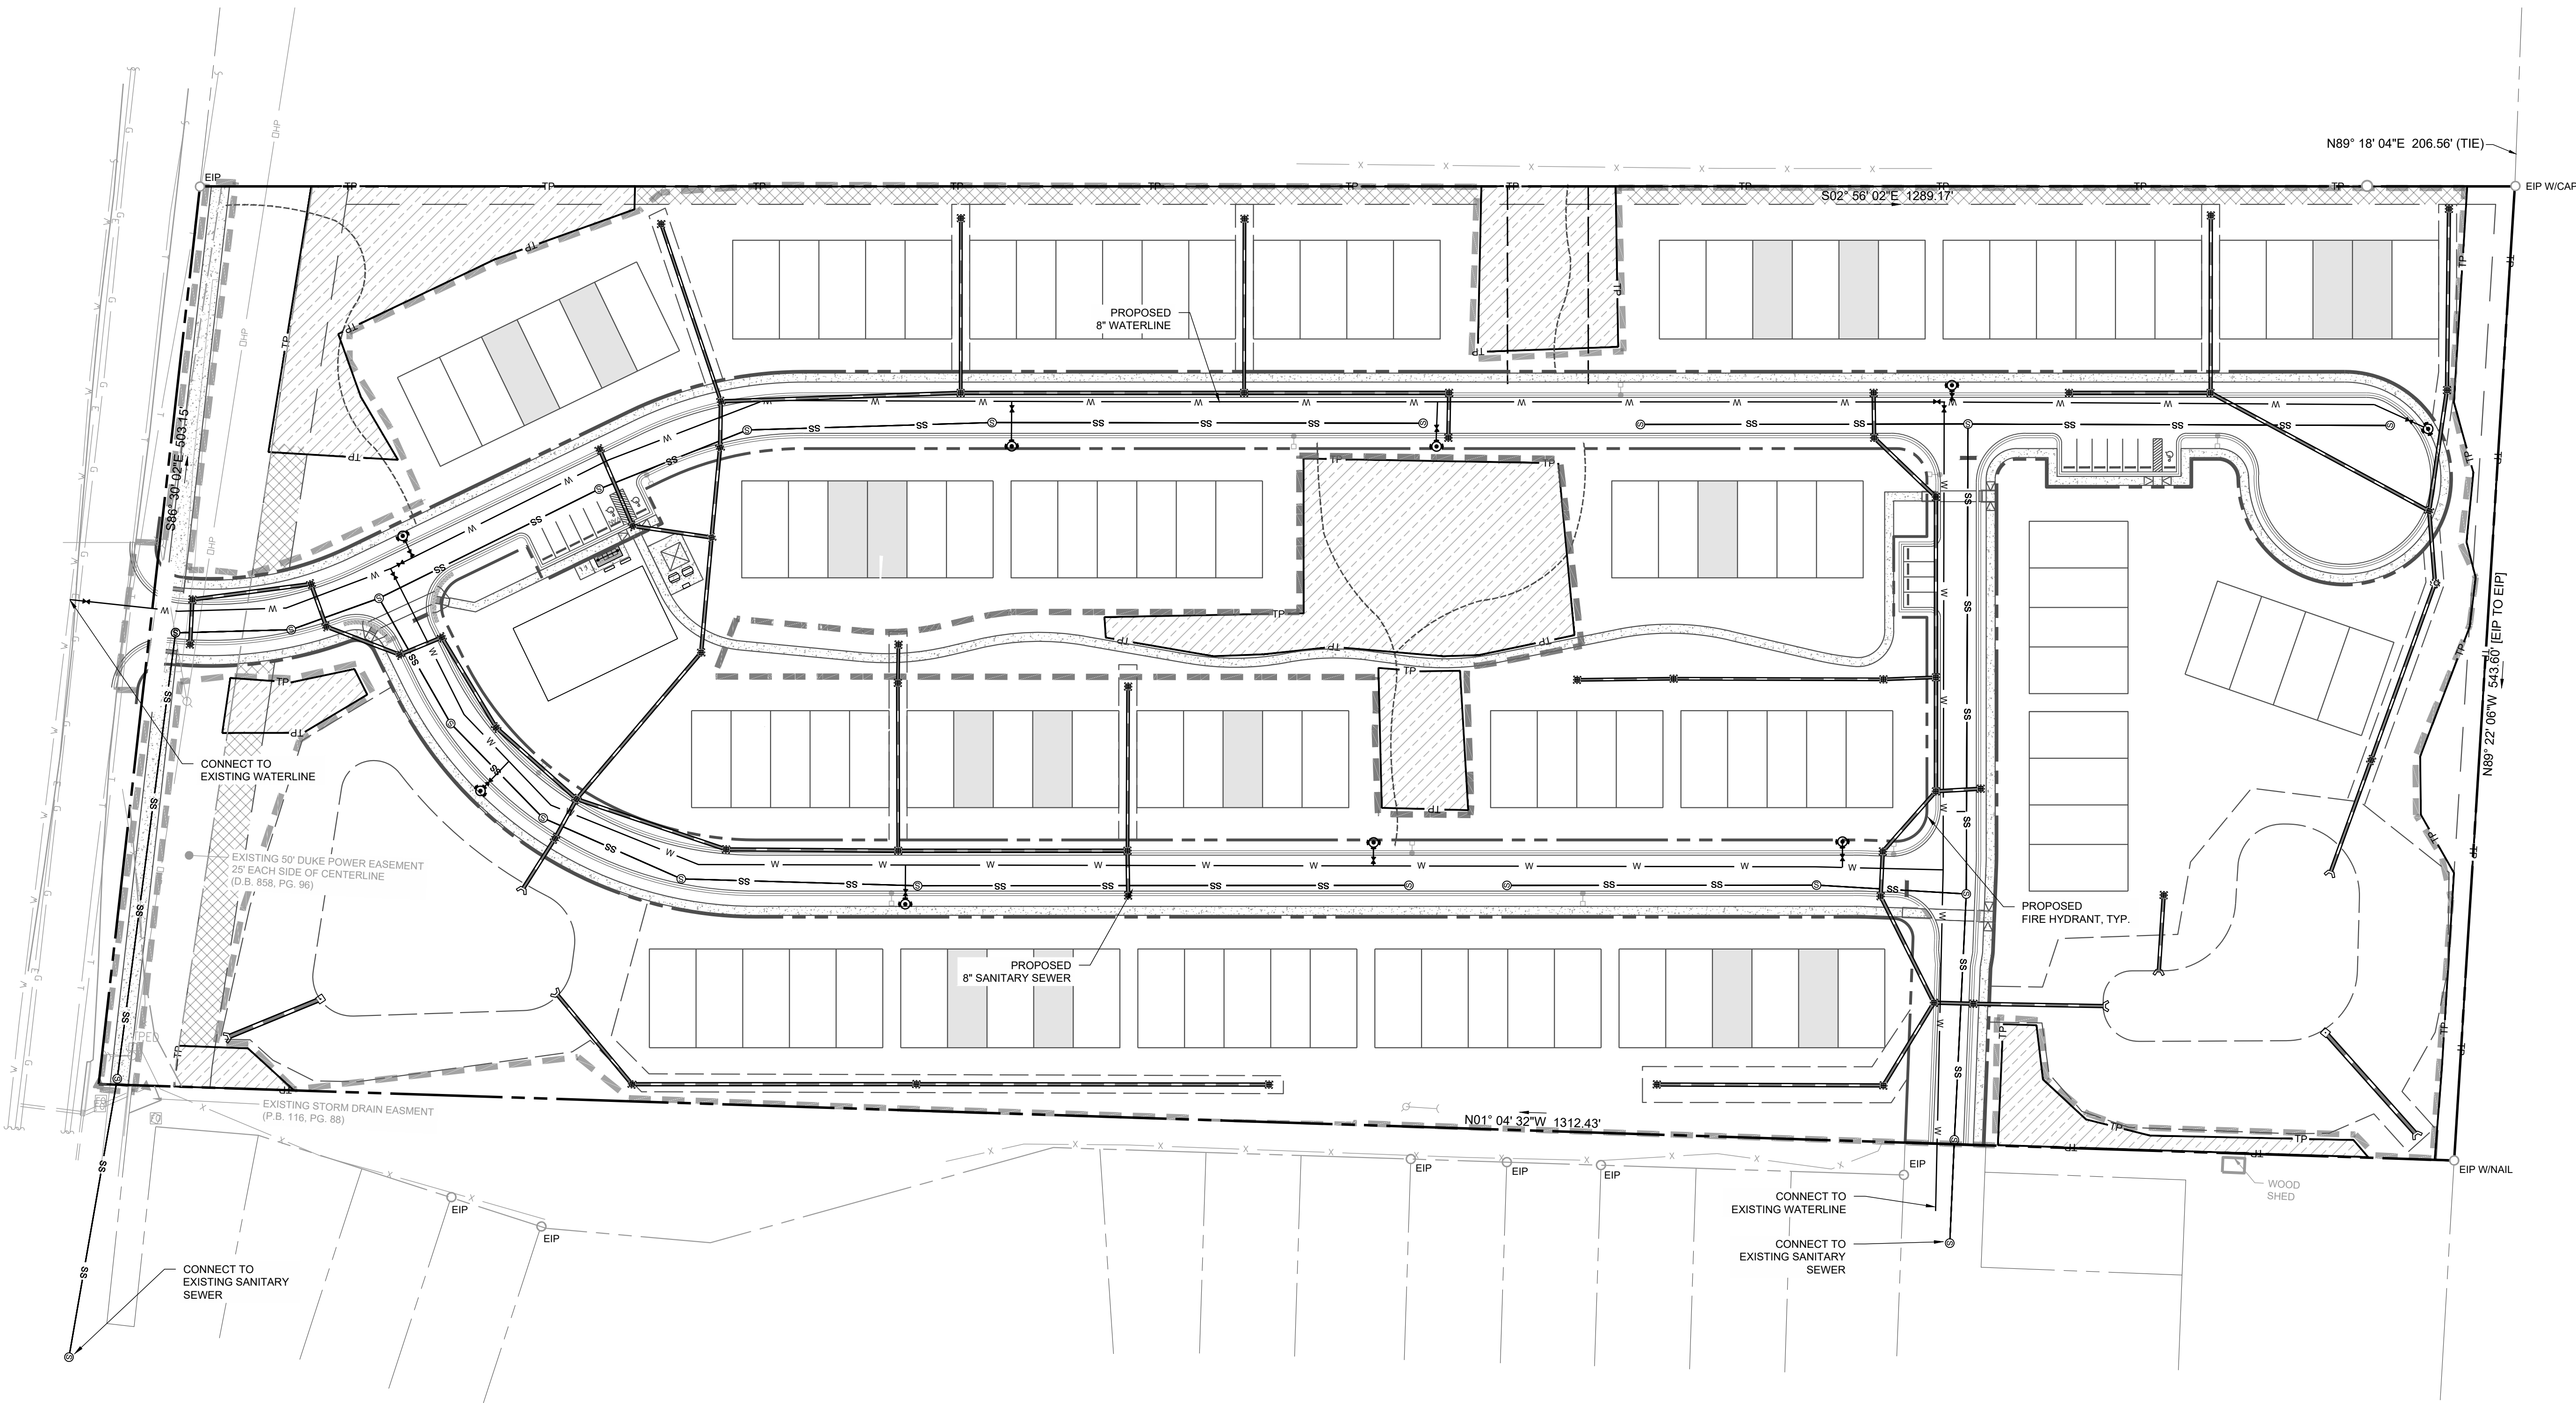 N89° 18' 04"E 206.56' (TIE)
EIP
EIP W/CAP
S02° 56' 02"E 1289.17'
PROPOSED
8" WATERLINE
S86° 30' 02"E 503.15'
N89° 22' 06"W 543.60' [EIP TO EIP]
CONNECT TO
EXISTING WATERLINE
EXISTING 50' DUKE POWER EASEMENT
25' EACH SIDE OF CENTERLINE
(D.B. 858, PG. 96)
PROPOSED
FIRE HYDRANT, TYP.
PROPOSED
8" SANITARY SEWER
TPED
EXISTING STORM DRAIN EASMENT
(P.B. 116, PG. 88)
N01° 04' 32"W 1312.43'
EIP
EIP
EIP
EIP
EIP W/NAIL
WOOD
SHED
EIP
EIP
CONNECT TO
EXISTING WATERLINE
CONNECT TO
EXISTING SANITARY
SEWER
CONNECT TO
EXISTING SANITARY
SEWER